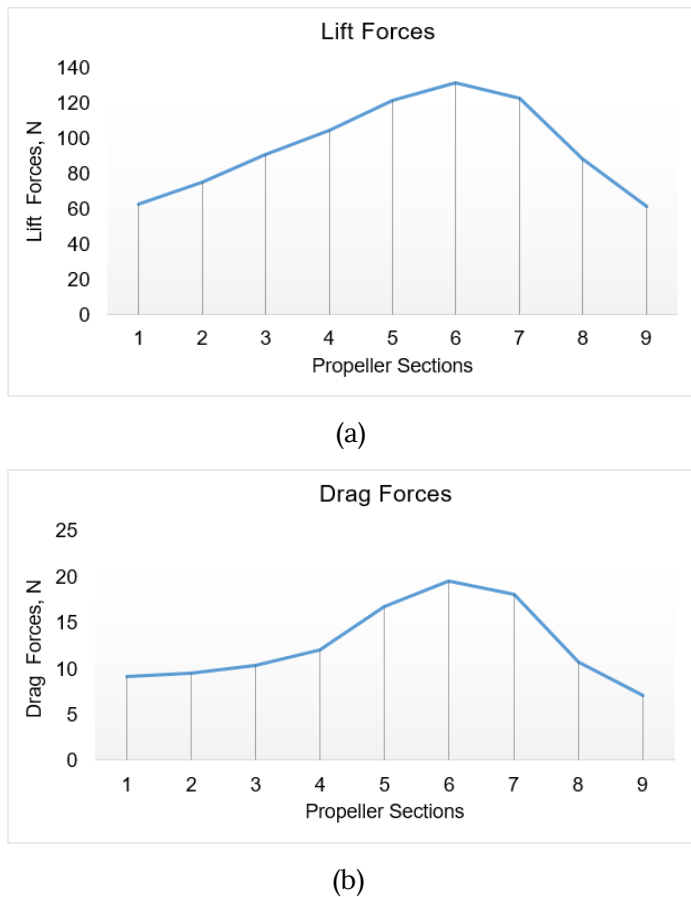 Lift Forces
140
120
100
80
60
40
20
0
Lift Forces, N
1 2 3 4 5 6 7 8 9
Propeller Sections
(a)
Drag Forces
25
20
15
10
5
0
Drag Forces, N
1 2 3 4 5 6 7 8 9
Propeller Sections
(b)